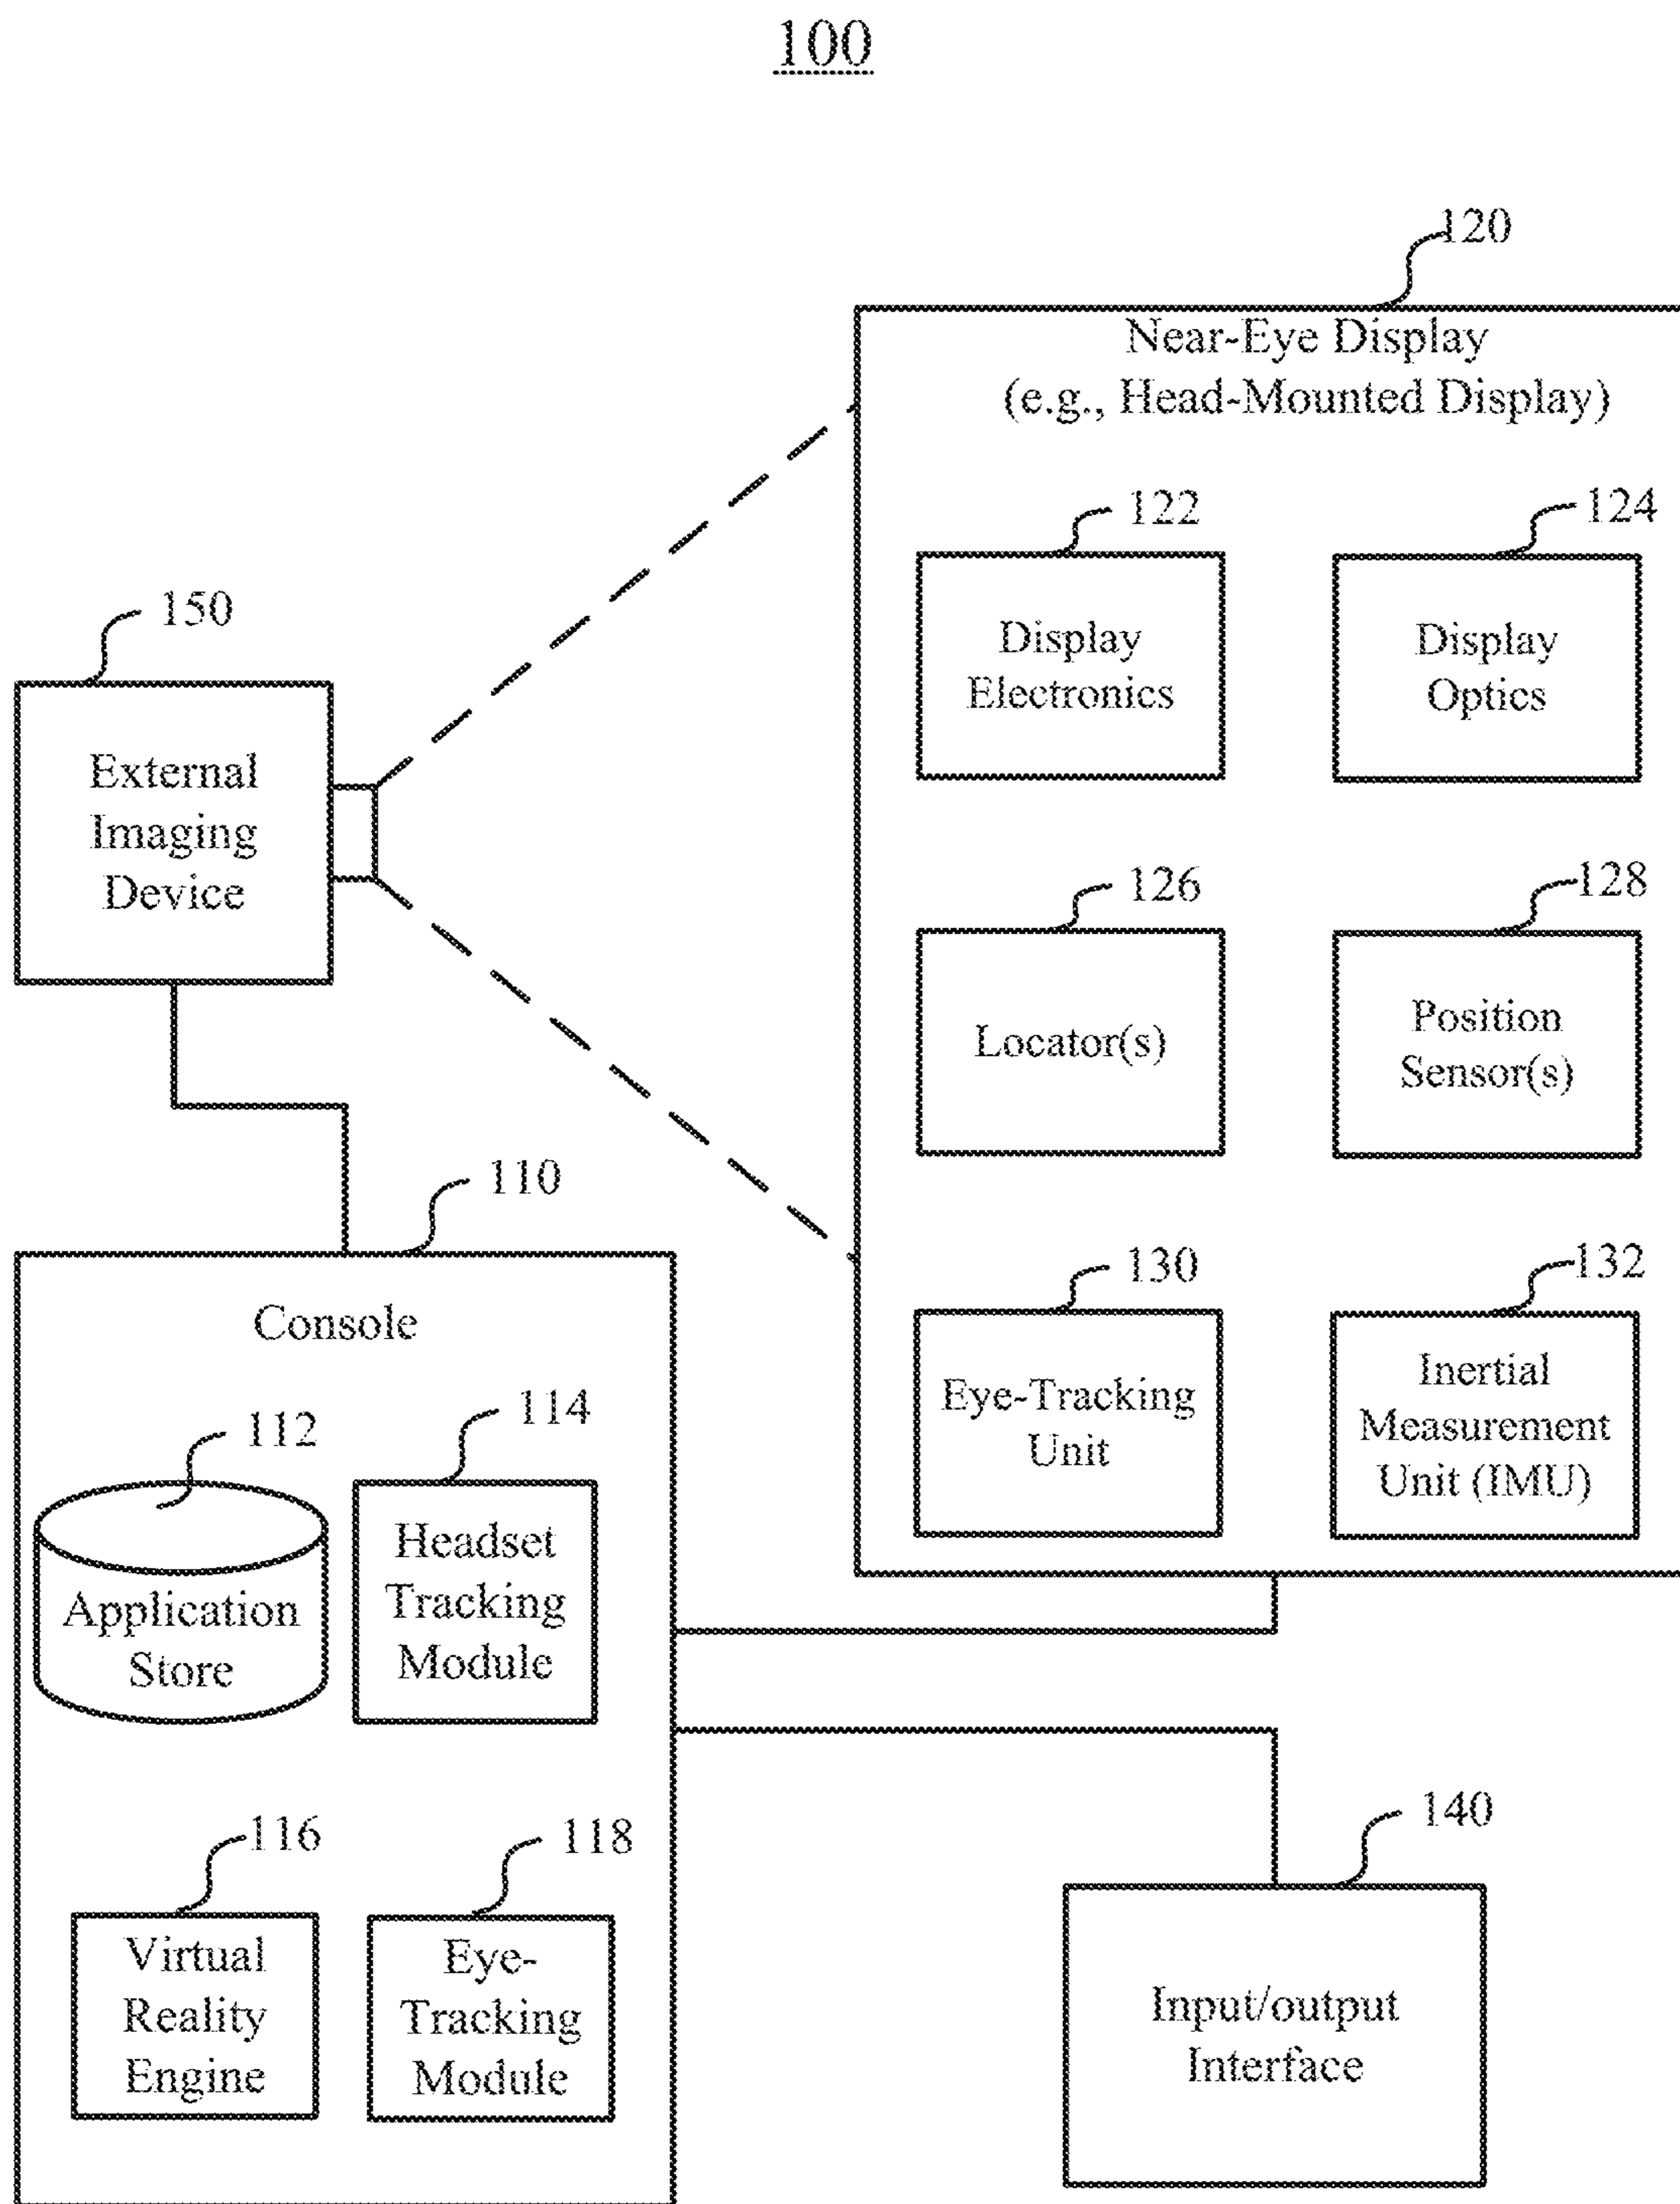 100
120
Near-Eye Display
(e.g., Head-Mounted Display)
122
Display
Electronics
124
Display
Optics
150
External
Imaging
Device
126
Locator(s)
128
Position
Sensor(s)
110
Console
130
Eye-Tracking
Unit
132
Inertial
Measurement
Unit (IMU)
112
Application
Store
114
Headset
Tracking
Module
116
Virtual
Reality
Engine
118
Eye-
Tracking
Module
140
Input/output
Interface